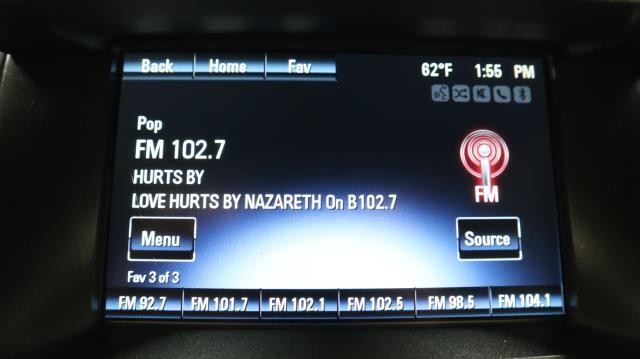 Back Home Fav 62°F 1:55 PM
Pop
FM 102.7
HURTS BY
LOVE HURTS BY NAZARETH On B102.7
FM
Menu Source
Fav 3 of 3
FM 92.7 FM 101.7 FM 102.1 FM 102.5 FM 98.5 FM 104.1